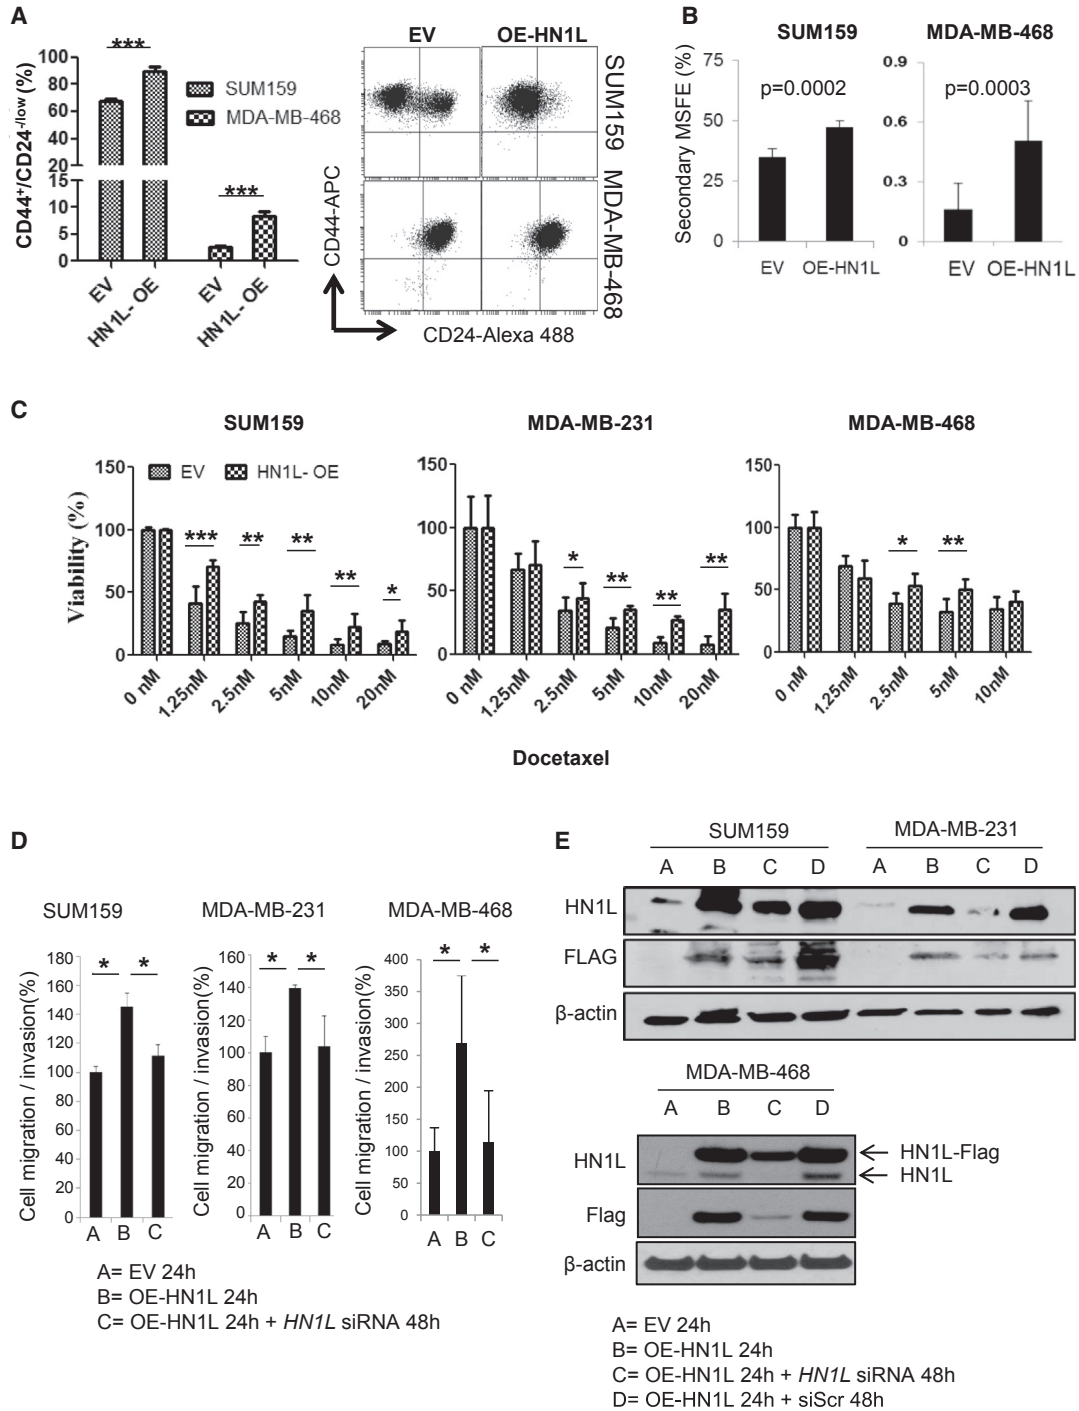 A
CD44+/CD24-/low (%)
100
80
60
40
20
15
10
5
0
***
***
SUM159
MDA-MB-468
EV
HN1L- OE
EV
HN1L- OE
EV
OE-HN1L
SUM159
MDA-MB-468
CD44-APC
CD24-Alexa 488
B
SUM159
MDA-MB-468
Secondary MSFE (%)
75
50
25
0
p=0.0002
EV
OE-HN1L
0.9
0.6
0.3
0
p=0.0003
EV
OE-HN1L
C
SUM159
MDA-MB-231
MDA-MB-468
Viability (%)
150
100
50
0
EV
HN1L- OE
***
**
**
**
*
0 nM
1.25nM
2.5nM
5nM
10nM
20nM
150
100
50
0
*
**
**
**
0 nM
1.25nM
2.5nM
5nM
10nM
20nM
150
100
50
0
*
**
0 nM
1.25nM
2.5nM
5nM
10nM
Docetaxel
D
SUM159
Cell migration / invasion(%)
180
160
140
120
100
80
60
40
20
0
*
*
A
B
C
MDA-MB-231
Cell migration / invasion(%)
160
140
120
100
80
60
40
20
0
*
*
A
B
C
MDA-MB-468
Cell migration / invasion(%)
400
350
300
250
200
150
100
50
0
*
*
A
B
C
A= EV 24h
B= OE-HN1L 24h
C= OE-HN1L 24h + HN1L siRNA 48h
E
SUM159
MDA-MB-231
A B C D A B C D
HN1L
FLAG
β-actin
MDA-MB-468
A B C D
HN1L
HN1L-Flag
HN1L
Flag
β-actin
A= EV 24h
B= OE-HN1L 24h
C= OE-HN1L 24h + HN1L siRNA 48h
D= OE-HN1L 24h + siScr 48h